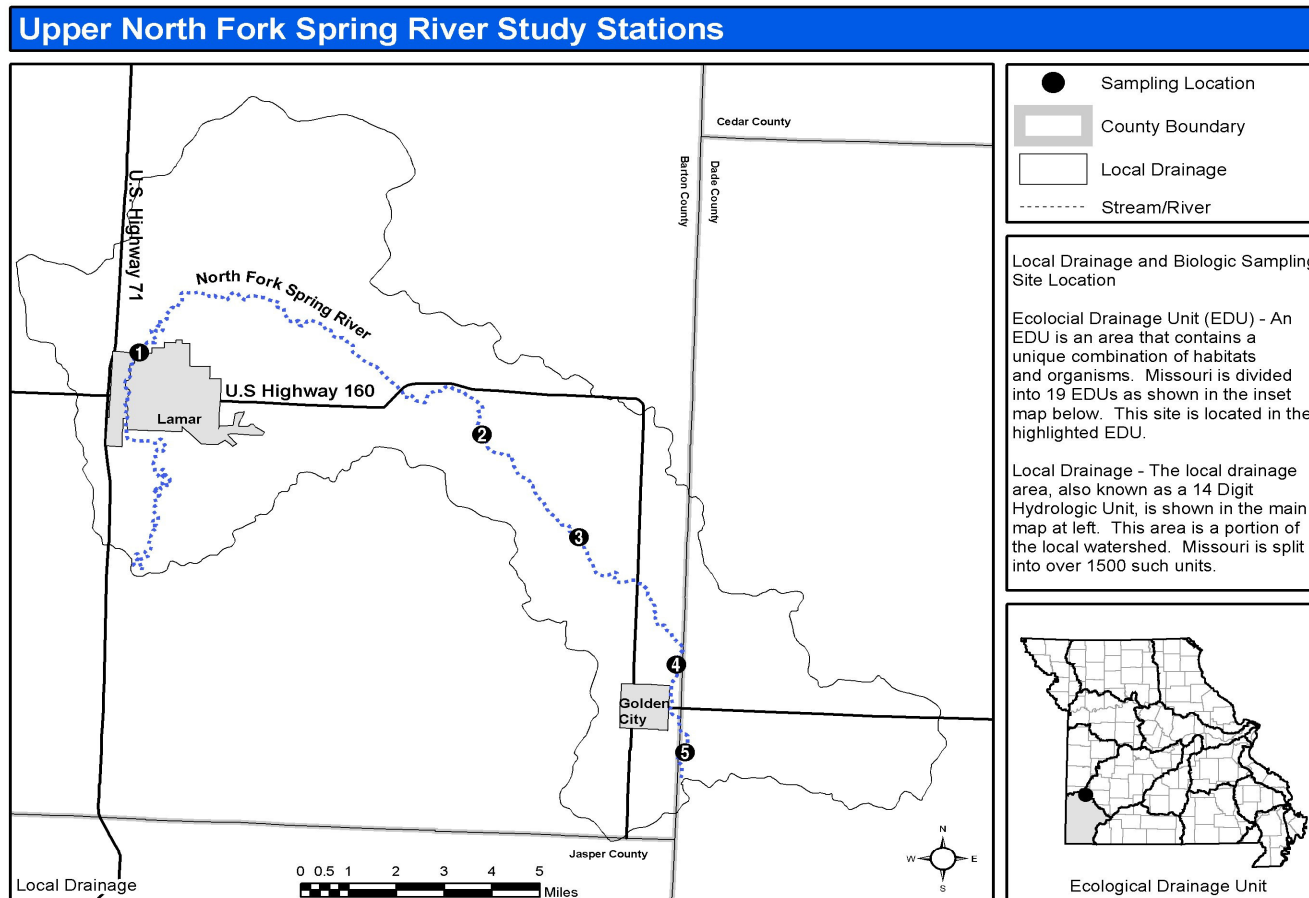 Upper North Fork Spring River Study Stations
Cedar County
Barton County
Dade County
U.S. Highway 71
North Fork Spring River
1
U.S Highway 160
Lamar
2
3
4
Golden
City
5
Jasper County
Local Drainage
0 0.5 1 2 3 4 5
Miles
N
W E
S
Sampling Location
County Boundary
Local Drainage
Stream/River
Local Drainage and Biologic Sampling
Site Location
Ecolocial Drainage Unit (EDU) - An
EDU is an area that contains a
unique combination of habitats
and organisms. Missouri is divided
into 19 EDUs as shown in the inset
map below. This site is located in the
highlighted EDU.
Local Drainage - The local drainage
area, also known as a 14 Digit
Hydrologic Unit, is shown in the main
map at left. This area is a portion of
the local watershed. Missouri is split
into over 1500 such units.
Ecological Drainage Unit